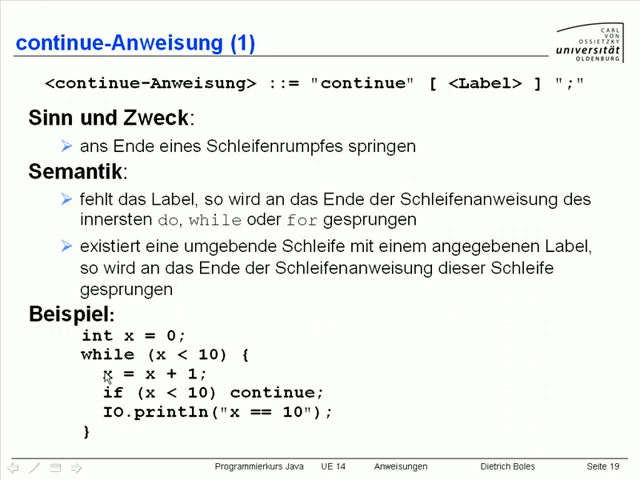 continue-Anweisung (1)
CARL
VON
OSSIETZKY
universität
OLDENBURG
<continue-Anweisung> ::= "continue" [ <Label> ] ";"
Sinn und Zweck:
ans Ende eines Schleifenrumpfes springen
Semantik:
fehlt das Label, so wird an das Ende der Schleifenanweisung des
innersten do, while oder for gesprungen
existiert eine umgebende Schleife mit einem angegebenen Label,
so wird an das Ende der Schleifenanweisung dieser Schleife
gesprungen
Beispiel:
int x = 0;
while (x < 10) {
x = x + 1;
if (x < 10) continue;
IO.println("x == 10");
}
Programmierkurs Java UE 14 Anweisungen Dietrich Boles Seite 19